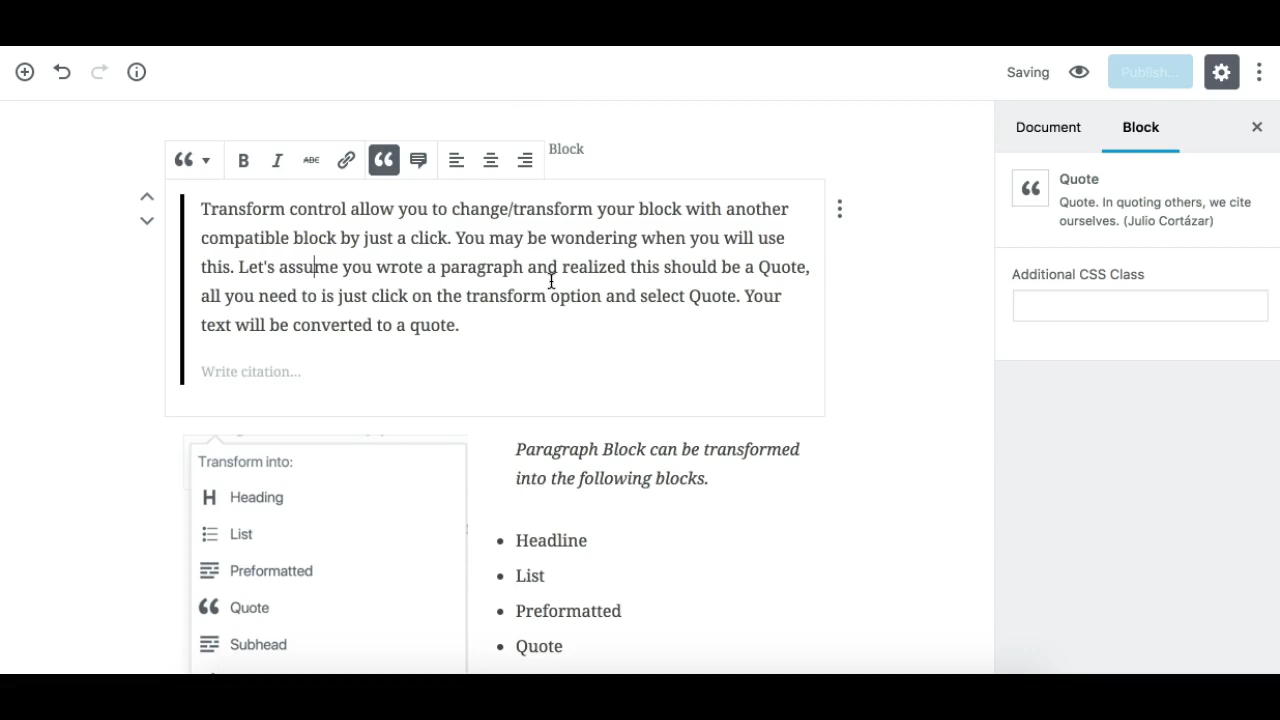 Saving
Publish...
Document
Block
ABC
Block
Quote
Quote. In quoting others, we cite
ourselves. (Julio Cortázar)
Additional CSS Class
Transform control allow you to change/transform your block with another
compatible block by just a click. You may be wondering when you will use
this. Let's assume you wrote a paragraph and realized this should be a Quote,
all you need to is just click on the transform option and select Quote. Your
text will be converted to a quote.
Write citation...
Transform into:
Heading
List
Preformatted
Quote
Subhead
Paragraph Block can be transformed
into the following blocks.
Headline
List
Preformatted
Quote